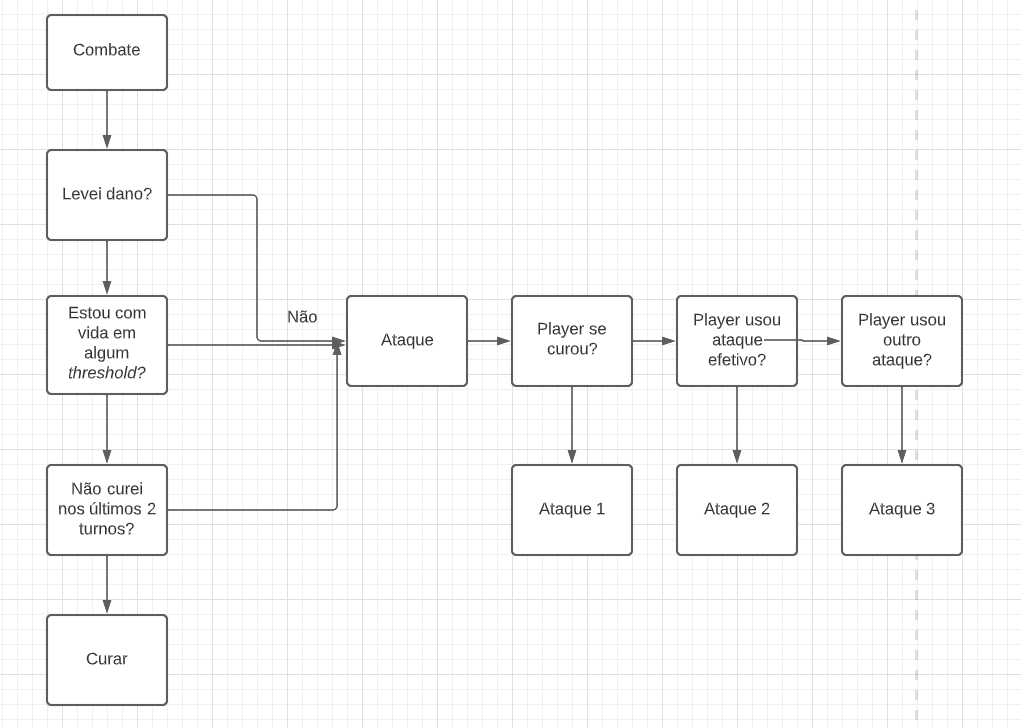 Combate
Levei dano?
Estou com
vida em
algum
threshold?
Não
Ataque
Player se
curou?
Player usou
ataque
efetivo?
Player usou
outro
ataque?
Não curei
nos últimos 2
turnos?
Ataque 1
Ataque 2
Ataque 3
Curar